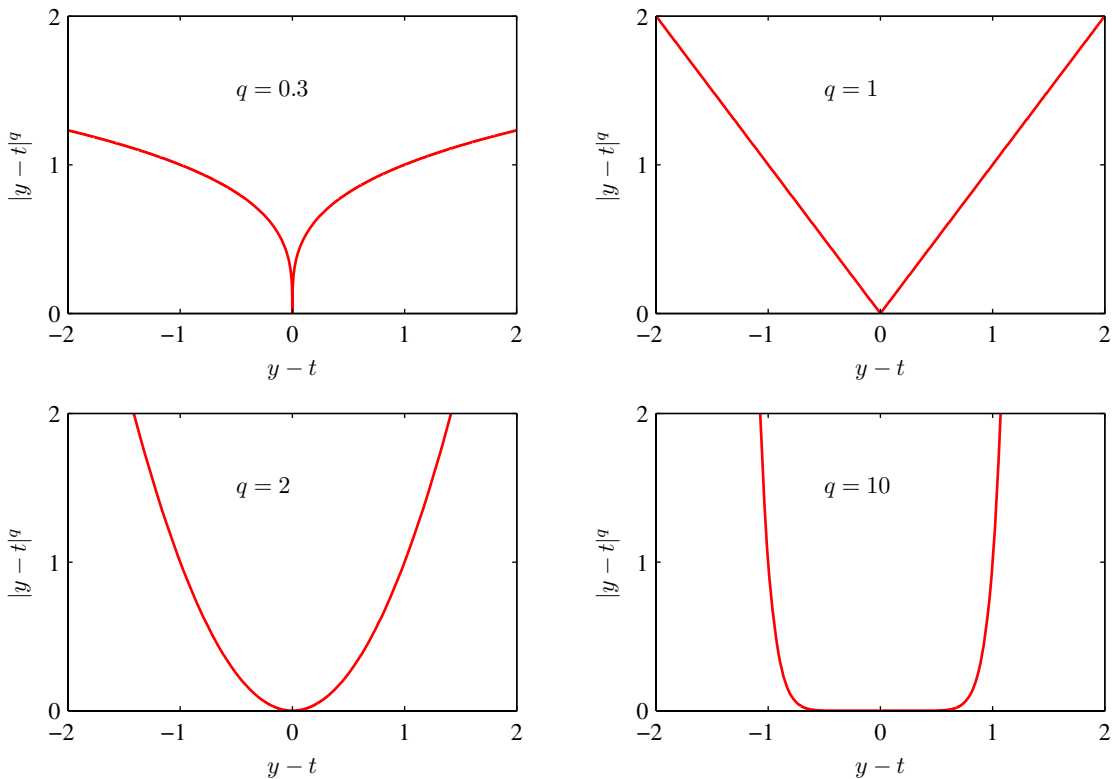 2
q = 0.3
|y − t|^q
1
0
−2 −1 0 1 2
y − t
2
q = 1
|y − t|^q
1
0
−2 −1 0 1 2
y − t
2
q = 2
|y − t|^q
1
0
−2 −1 0 1 2
y − t
2
q = 10
|y − t|^q
1
0
−2 −1 0 1 2
y − t